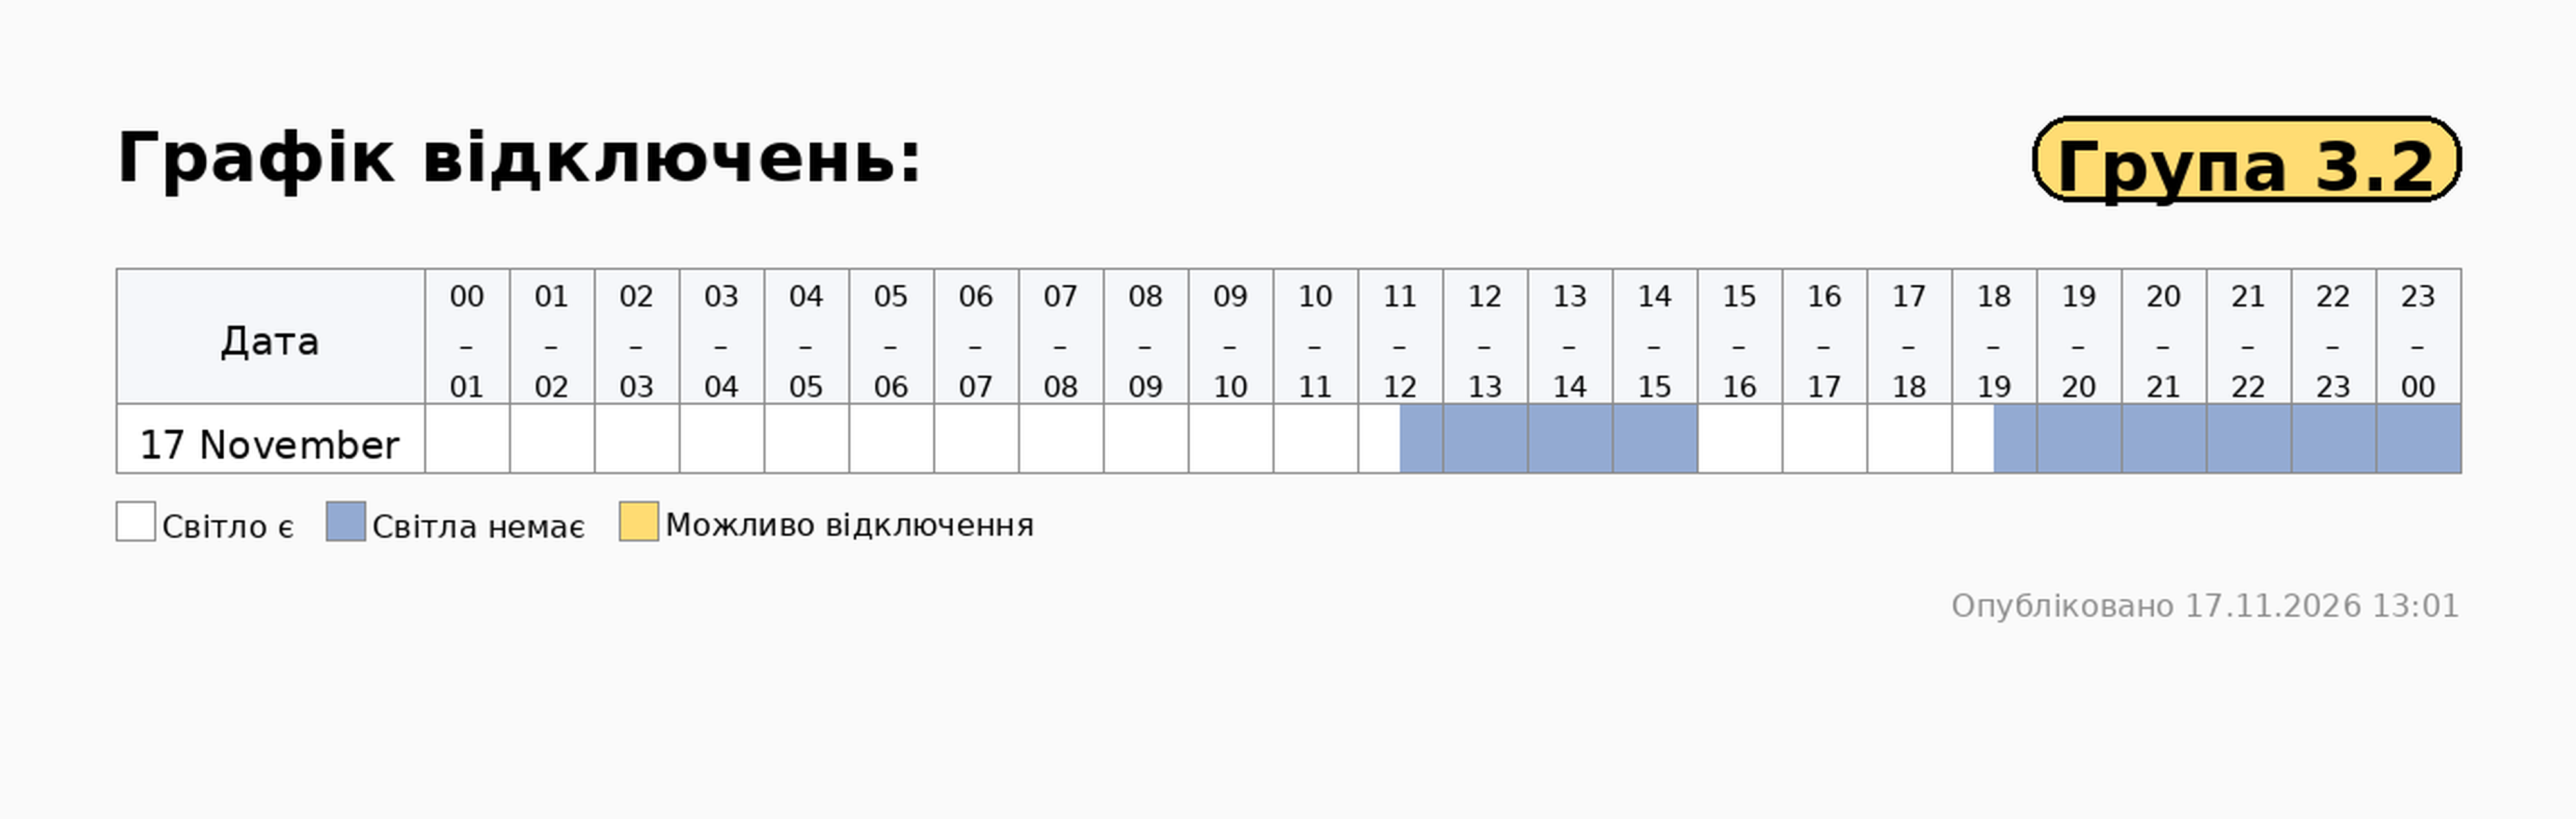 Графік відключень:
Група 3.2
Дата
00 – 01
01 – 02
02 – 03
03 – 04
04 – 05
05 – 06
06 – 07
07 – 08
08 – 09
09 – 10
10 – 11
11 – 12
12 – 13
13 – 14
14 – 15
15 – 16
16 – 17
17 – 18
18 – 19
19 – 20
20 – 21
21 – 22
22 – 23
23 – 00
17 November
Світло є
Світла немає
Можливо відключення
Опубліковано 17.11.2026 13:01